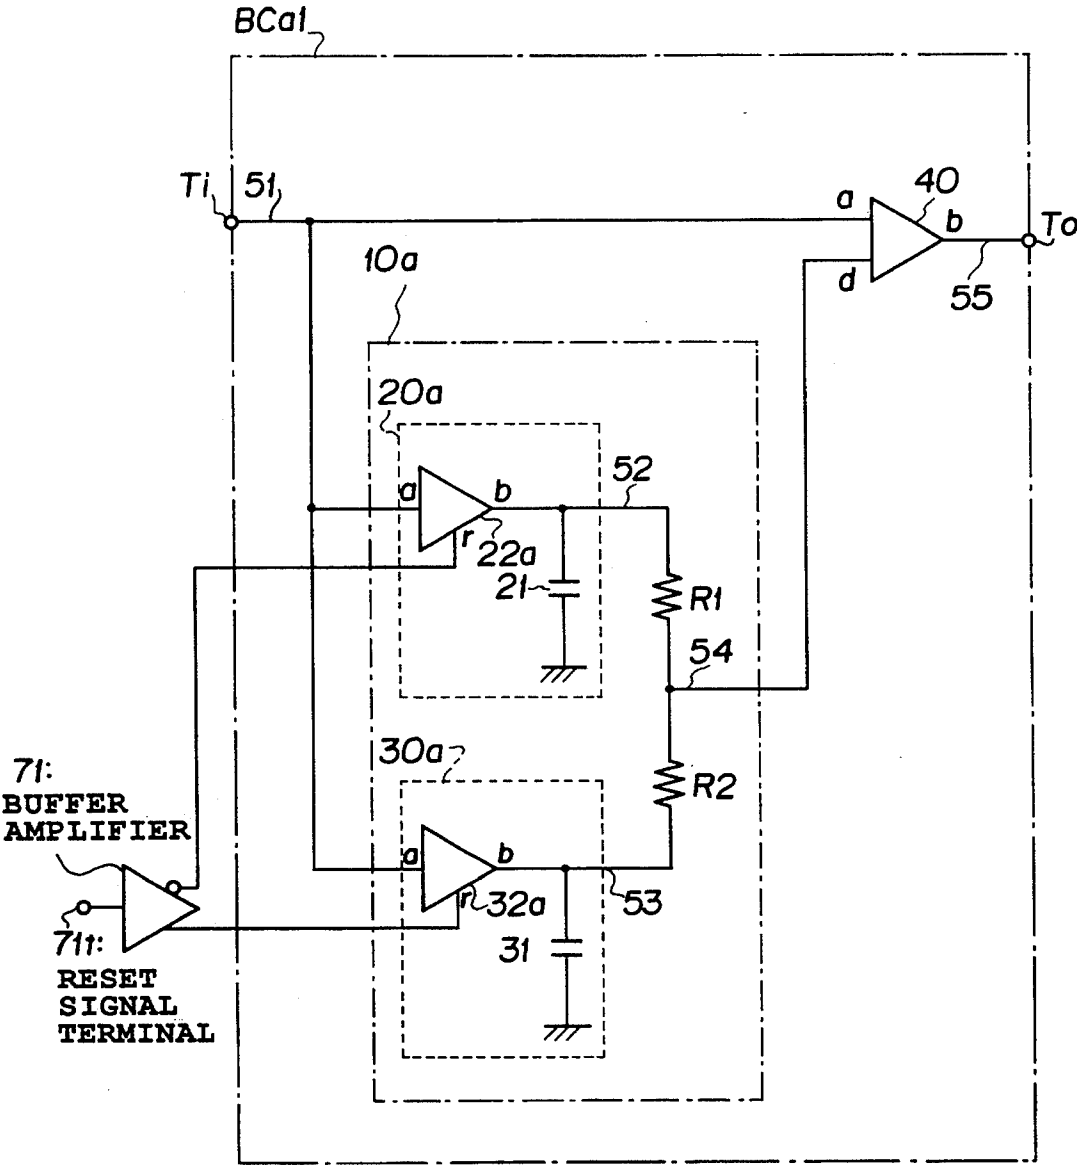 BCa1
Ti
51
a
40
b
To
10a
d
55
20a
a
b
52
r
22a
21
R1
54
30a
71:
BUFFER
AMPLIFIER
R2
a
b
r
32a
53
71t:
31
RESET
SIGNAL
TERMINAL